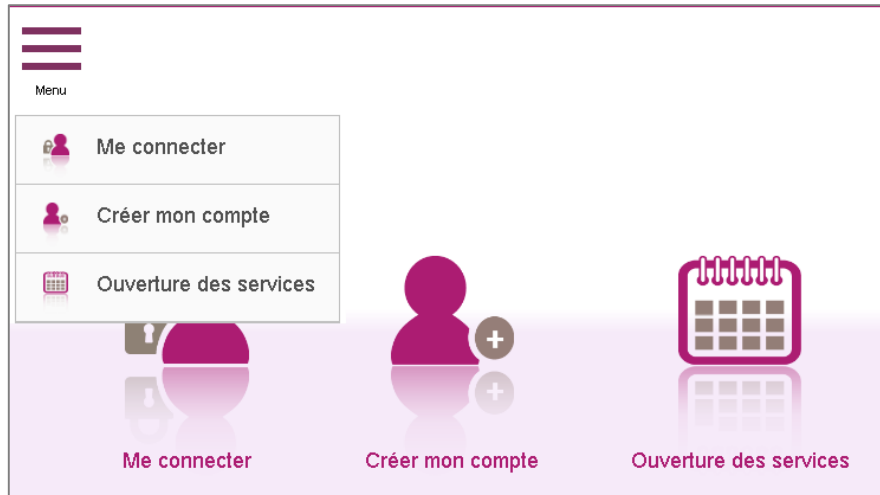 Menu
Me connecter
Créer mon compte
Ouverture des services
Me connecter
Créer mon compte
Ouverture des services